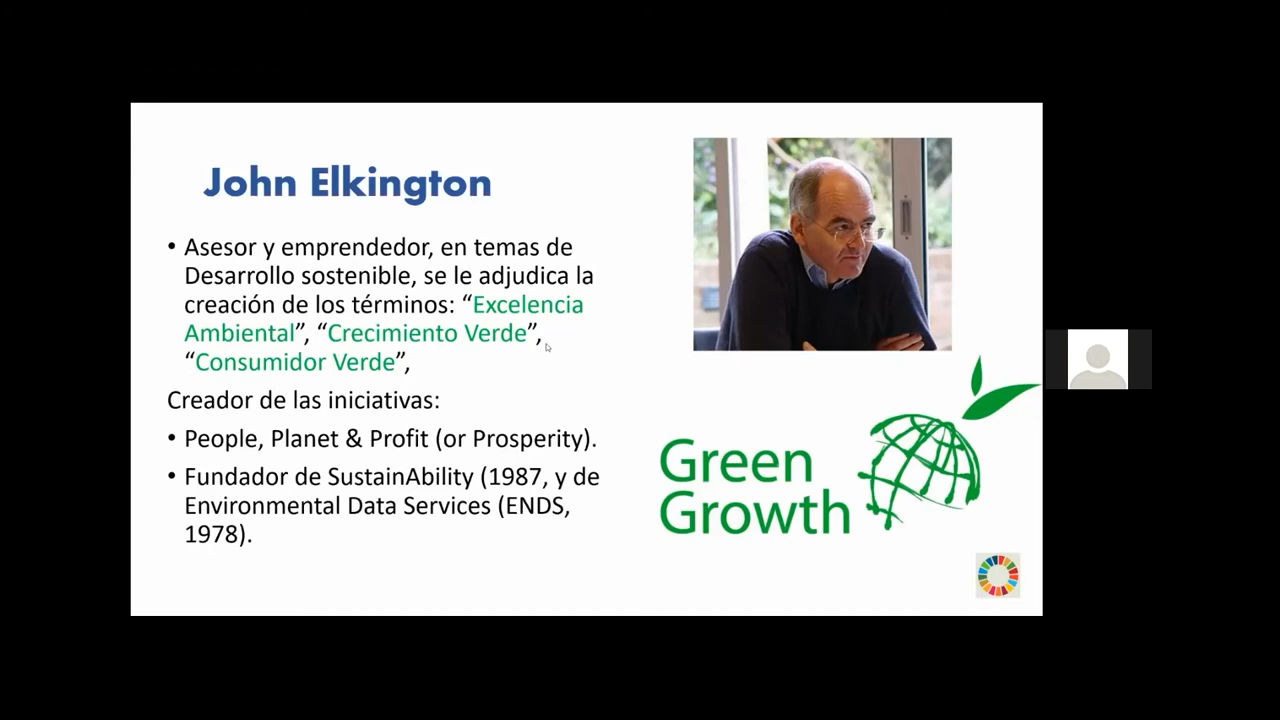 John Elkington
• Asesor y emprendedor, en temas de
Desarrollo sostenible, se le adjudica la
creación de los términos: “Excelencia
Ambiental”, “Crecimiento Verde”,
“Consumidor Verde”,
Creador de las iniciativas:
• People, Planet & Profit (or Prosperity).
• Fundador de SustainAbility (1987, y de
Environmental Data Services (ENDS,
1978).
Green
Growth